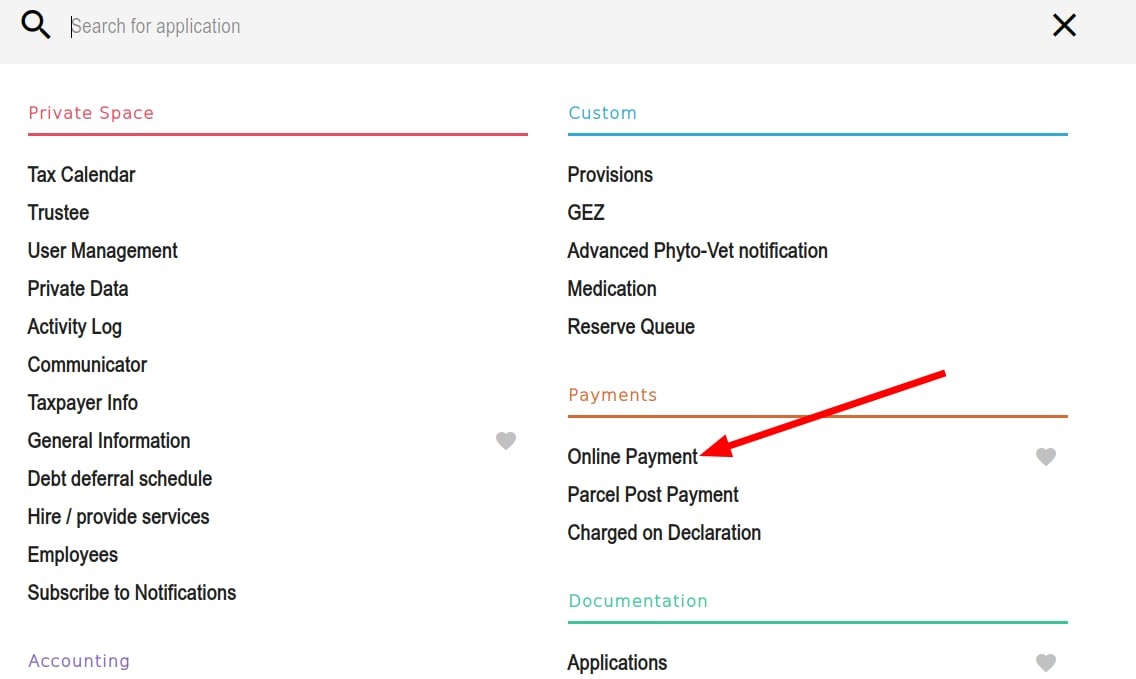 Search for application
Private Space
Tax Calendar
Trustee
User Management
Private Data
Activity Log
Communicator
Taxpayer Info
General Information
Debt deferral schedule
Hire / provide services
Employees
Subscribe to Notifications
Accounting
Custom
Provisions
GEZ
Advanced Phyto-Vet notification
Medication
Reserve Queue
Payments
Online Payment
Parcel Post Payment
Charged on Declaration
Documentation
Applications